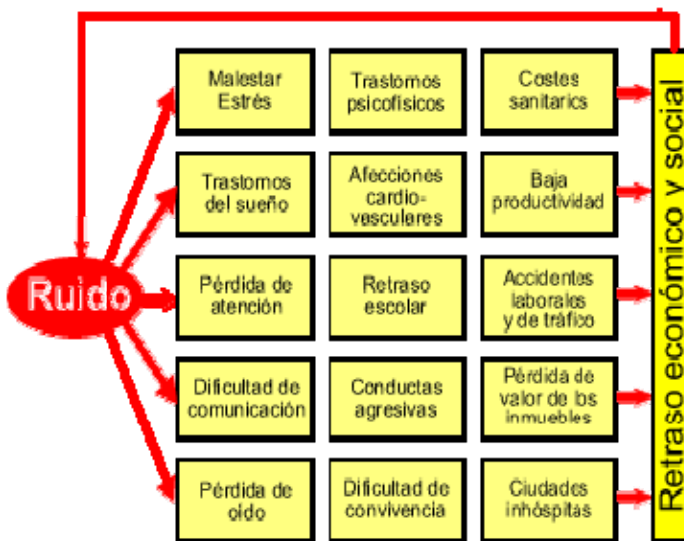 Malestar
Estrés
Trastornos
psicofísicos
Costes
sanitarics
Trastornos
del sueño
Afecciones
cardio-
vesculeres
Baja
productividad
Ruido
Pérdida de
atención
Retraso
escolar
Accidentes
laborales
y de tráfico
Dificultad de
comunicación
Conductas
agresivas
Pérdida de
valor de los
inmuebles
Pérdida de
oído
Dificultad de
convivencia
Ciudades
inhóspitas
Retraso económico y social